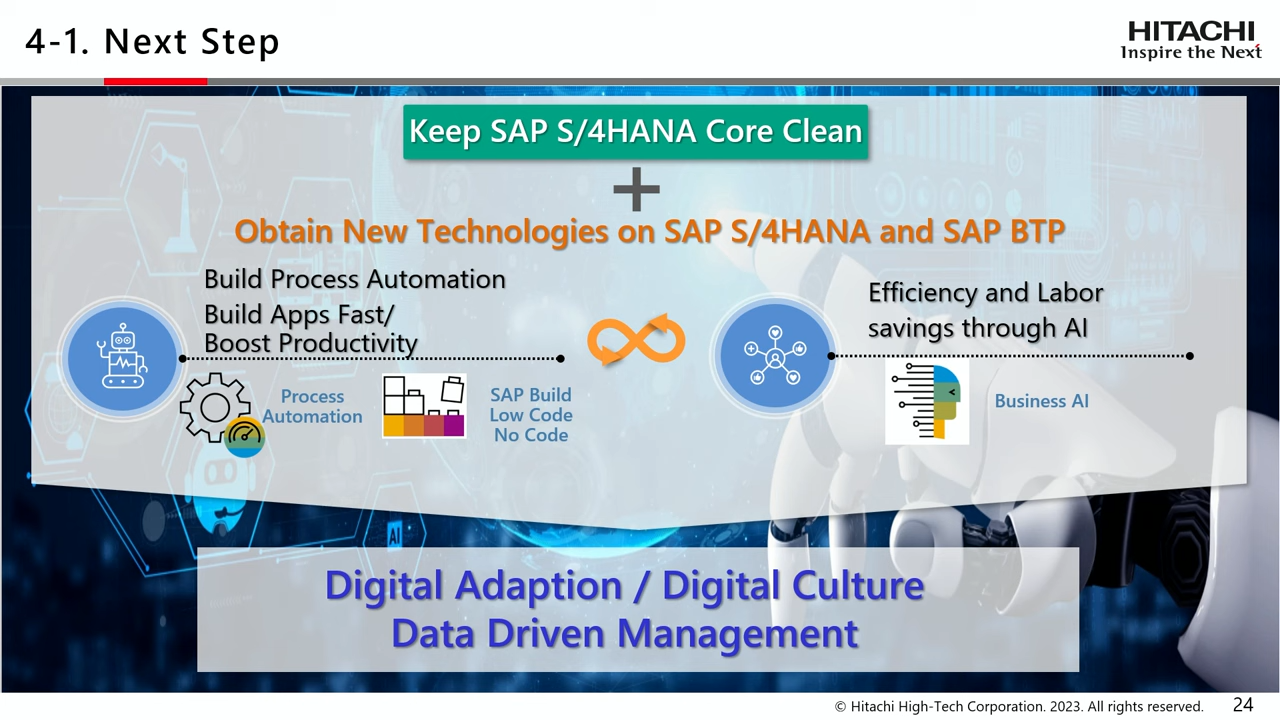 4-1. Next Step
HITACHI
Inspire the Next
Keep SAP S/4HANA Core Clean
+
Obtain New Technologies on SAP S/4HANA and SAP BTP
Build Process Automation
Build Apps Fast/
Boost Productivity
Process
Automation
SAP Build
Low Code
No Code
Efficiency and Labor
savings through AI
Business AI
AI
Digital Adaption / Digital Culture
Data Driven Management
© Hitachi High-Tech Corporation. 2023. All rights reserved.
24